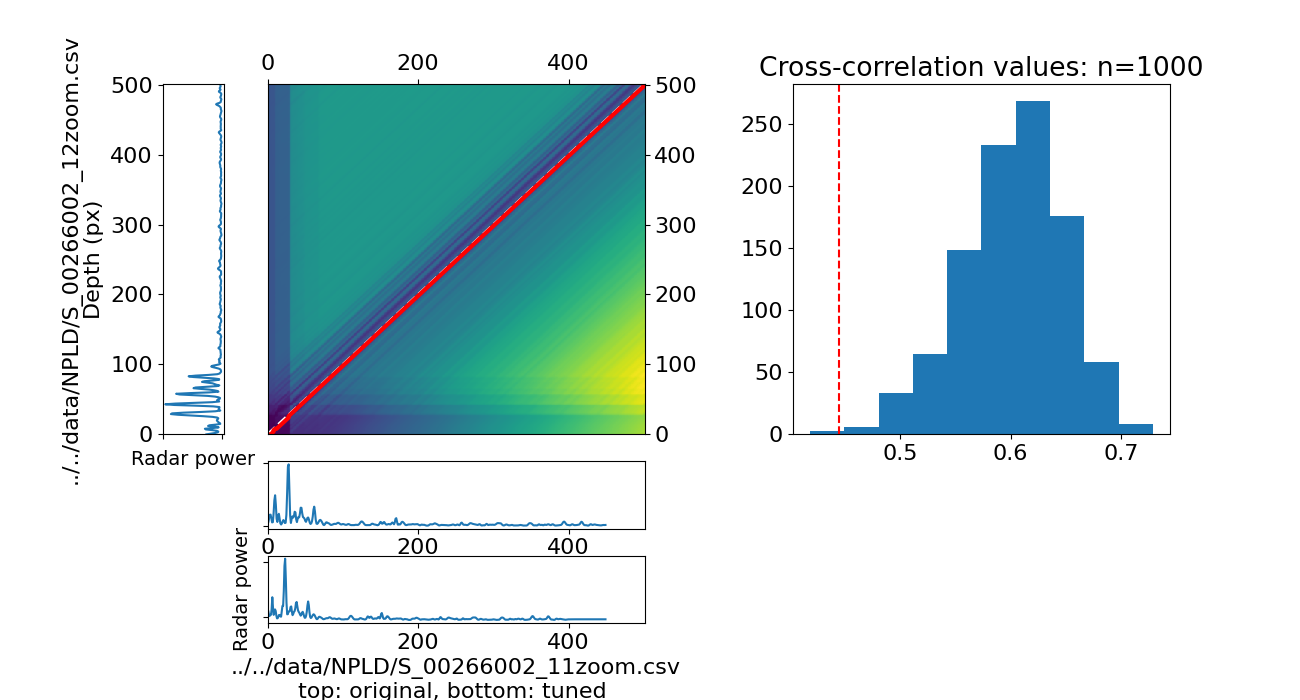 Cross-correlation values: n=1000
0 200 400
../../data/NPLD/S_00266002_12zoom.csv
Depth (px)
500
400
300
200
100
0
Radar power
500
400
300
200
100
0
250
200
150
100
50
0
0.5 0.6 0.7
0 200 400
Radar power
0 200 400
../../data/NPLD/S_00266002_11zoom.csv
top: original, bottom: tuned